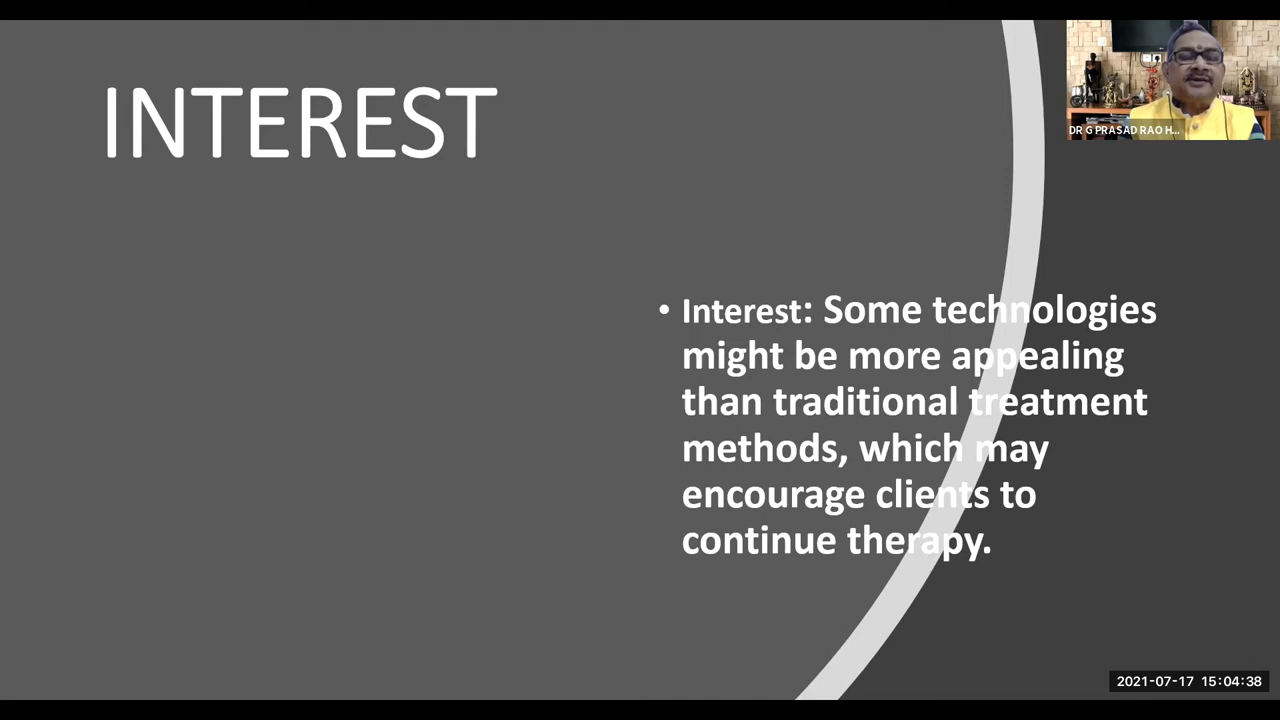 INTEREST
DR G PRASAD RAO H...
• Interest: Some technologies
might be more appealing
than traditional treatment
methods, which may
encourage clients to
continue therapy.
2021-07-17 15:04:38